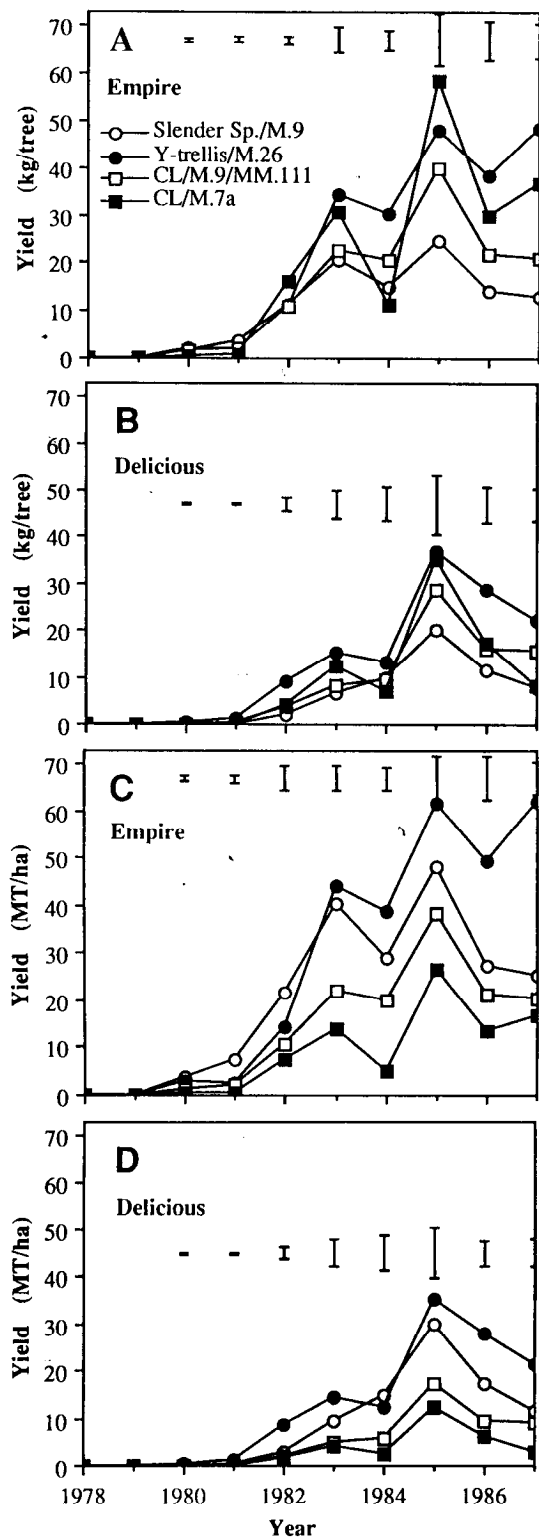 70
A
60
Empire
50
Slender Sp./M.9
Y-trellis/M.26
40
CL/M.9/MM.111
CL/M.7a
30
20
10
0
Yield (kg/tree)
70
B
60
Delicious
50
40
30
20
10
0
Yield (kg/tree)
70
C
60
Empire
50
40
30
20
10
0
Yield (MT/ha)
70
D
60
Delicious
50
40
30
20
10
0
Yield (MT/ha)
1978 1980 1982 1984 1986
Year